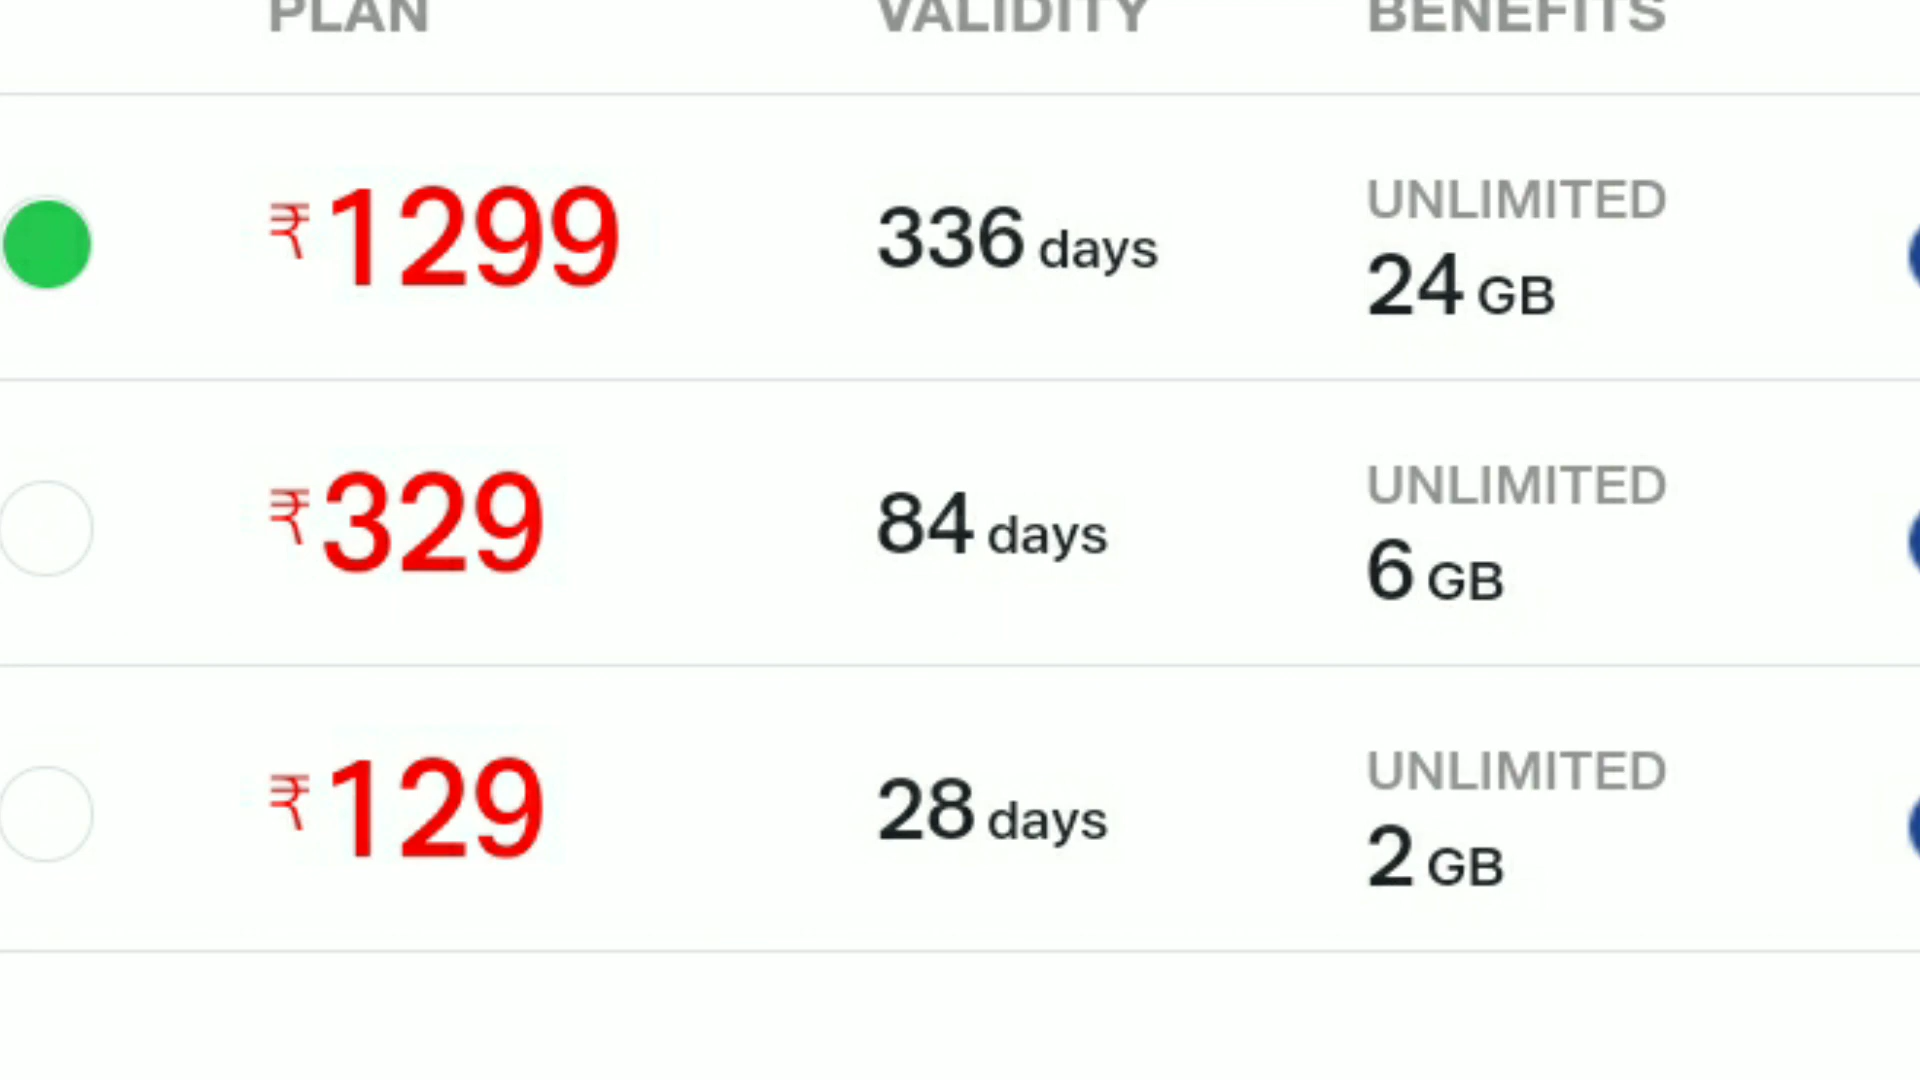 PLAN VALIDITY BENEFITS
₹1299 336 days UNLIMITED
24 GB
₹329 84 days UNLIMITED
6 GB
₹129 28 days UNLIMITED
2 GB